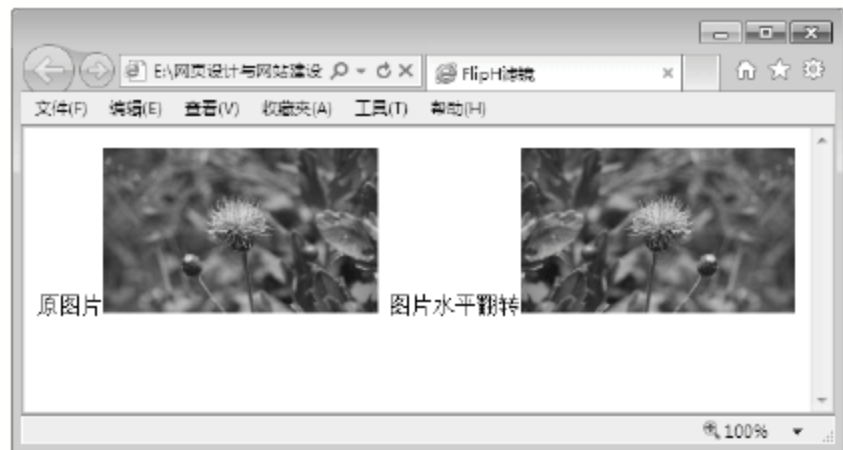 E:\网页设计与网站建设
FlipH滤镜
文件(F) 编辑(E) 查看(V) 收藏夹(A) 工具(T) 帮助(H)
原图片 图片水平翻转
100%